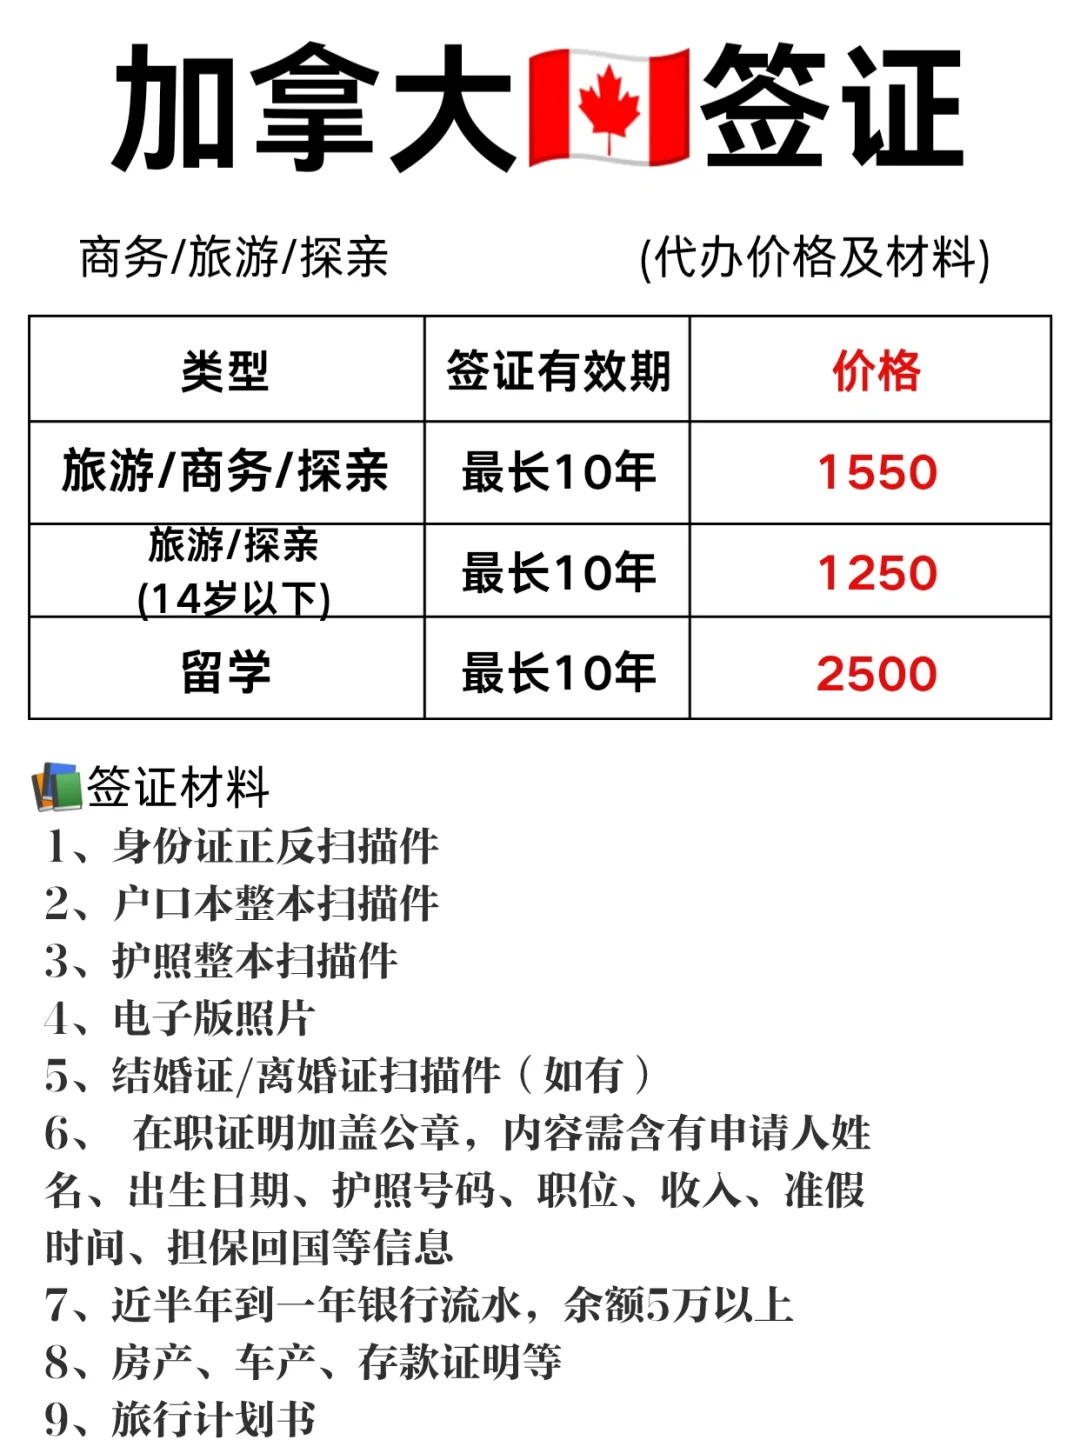 加拿大🇨🇦签证
商务/旅游/探亲 (代办价格及材料)
类型 签证有效期 价格
旅游/商务/探亲 最长10年 1550
旅游/探亲
(14岁以下) 最长10年 1250
留学 最长10年 2500
📚签证材料
1、身份证正反扫描件
2、户口本整本扫描件
3、护照整本扫描件
4、电子版照片
5、结婚证/离婚证扫描件（如有）
6、 在职证明加盖公章，内容需含有申请人姓
名、出生日期、护照号码、职位、收入、准假
时间、担保回国等信息
7、近半年到一年银行流水，余额5万以上
8、房产、车产、存款证明等
9、旅行计划书